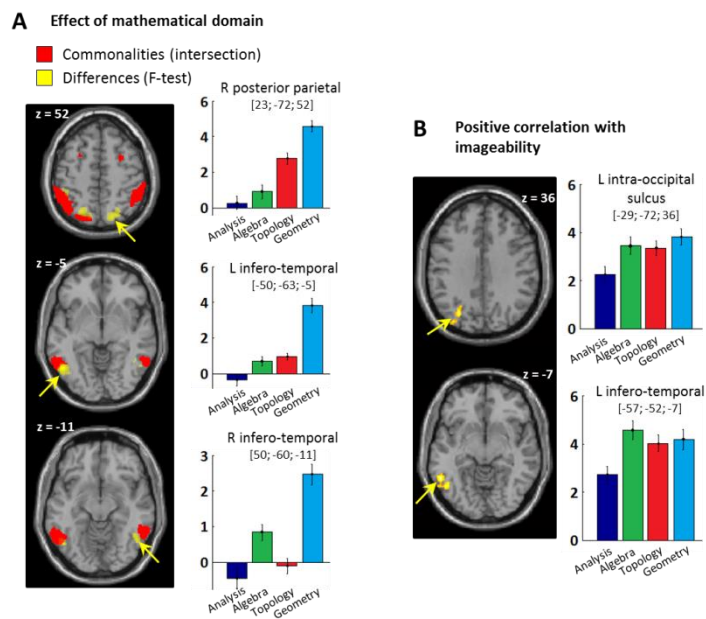 A Effect of mathematical domain
Commonalities (intersection)
Differences (F-test)
z = 52
R posterior parietal
[23; -72; 52]
6
4
2
0
Analysis
Algebra
Topology
Geometry
z = -5
L infero-temporal
[-50; -63; -5]
6
4
2
0
Analysis
Algebra
Topology
Geometry
z = -11
R infero-temporal
[50; -60; -11]
3
2
1
0
Analysis
Algebra
Topology
Geometry
B Positive correlation with
imageability
z = 36
L intra-occipital
sulcus
[-29; -72; 36]
6
4
2
0
Analysis
Algebra
Topology
Geometry
z = -7
L infero-temporal
[-57; -52; -7]
6
4
2
0
Analysis
Algebra
Topology
Geometry